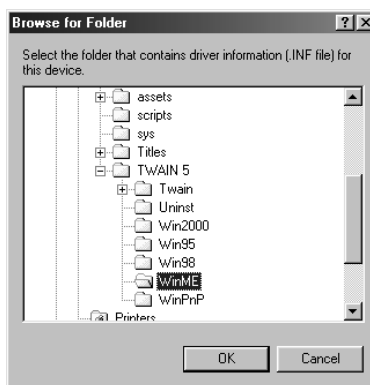 Browse for Folder
Select the folder that contains driver information (.INF file) for
this device.
assets
scripts
sys
Titles
TWAIN 5
Twain
Uninst
Win2000
Win95
Win98
WinME
WinPnP
Printers
OK Cancel